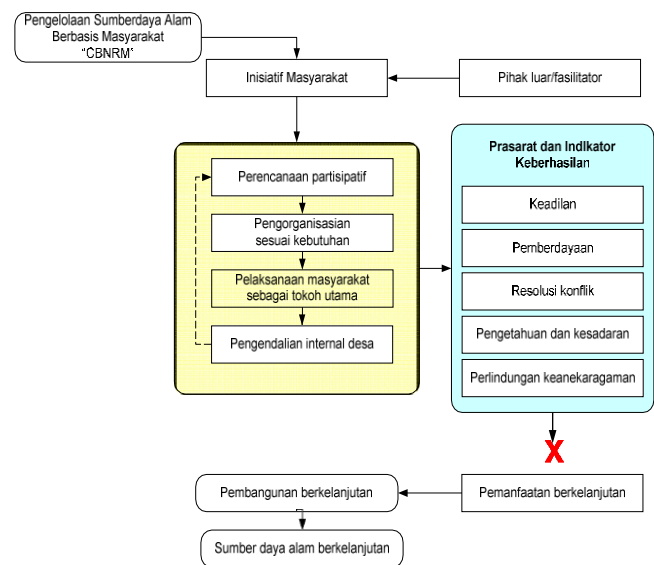 Pengelolaan Sumberdaya Alam
Berbasis Masyarakat
"CBNRM"
Inisiatif Masyarakat
Pihak luar/fasilitator
Perencanaan partisipatif
Pengorganisasian
sesuai kebutuhan
Pelaksanaan masyarakat
sebagai tokoh utama
Pengendalian internal desa
Prasarat dan Indikator
Keberhasilan
Keadilan
Pemberdayaan
Resolusi konflik
Pengetahuan dan kesadaran
Perlindungan keanekaragaman
X
Pembangunan berkelanjutan
Pemanfaatan berkelanjutan
Sumber daya alam berkelanjutan